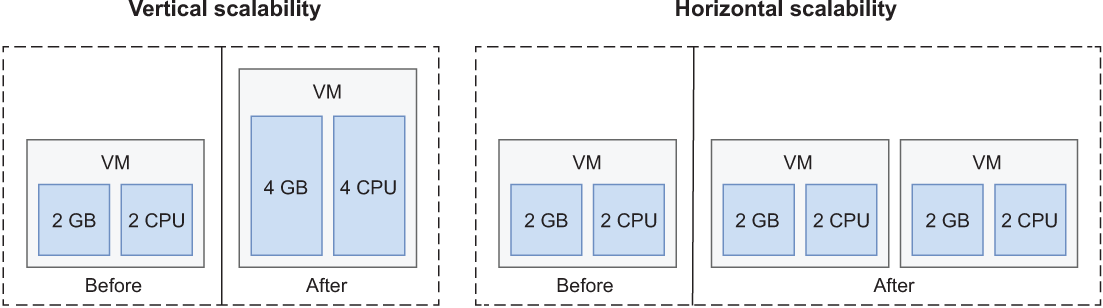 Vertical scalability
VM
2 GB 2 CPU
Before
VM
4 GB 4 CPU
After
Horizontal scalability
VM
2 GB 2 CPU
Before
VM
2 GB 2 CPU
VM
2 GB 2 CPU
After